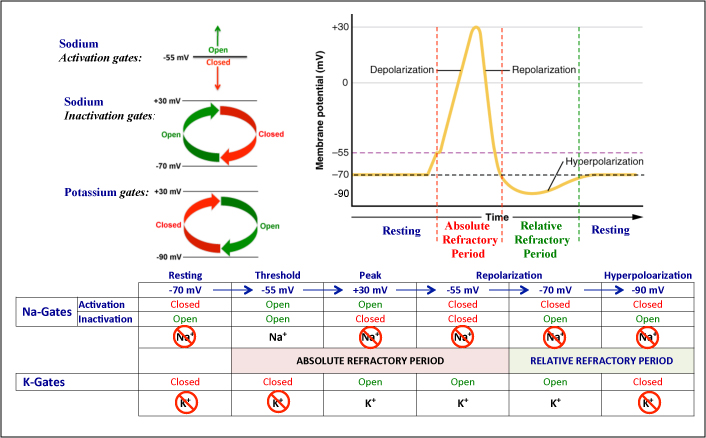 Sodium
Activation gates:
-55 mV
Open
Closed
Sodium
Inactivation gates:
+30 mV
Open
Closed
-70 mV
Potassium gates:
+30 mV
Closed
Open
-90 mV
Membrane potential (mV)
+30
0
−55
−70
-90
Depolarization
Repolarization
Hyperpolarization
Time
Resting
Absolute
Refractory
Period
Relative
Refractory
Period
Resting
Resting Threshold Peak Repolarization Hyperpoloarization
-70 mV -55 mV +30 mV -55 mV -70 mV -90 mV
Na-Gates
Activation Closed Open Open Closed Closed Closed
Inactivation Open Open Closed Closed Open Open
Na+ Na+ Na+ Na+ Na+ Na+
ABSOLUTE REFRACTORY PERIOD RELATIVE REFRACTORY PERIOD
K-Gates Closed Closed Open Open Open Closed
K+ K+ K+ K+ K+ K+